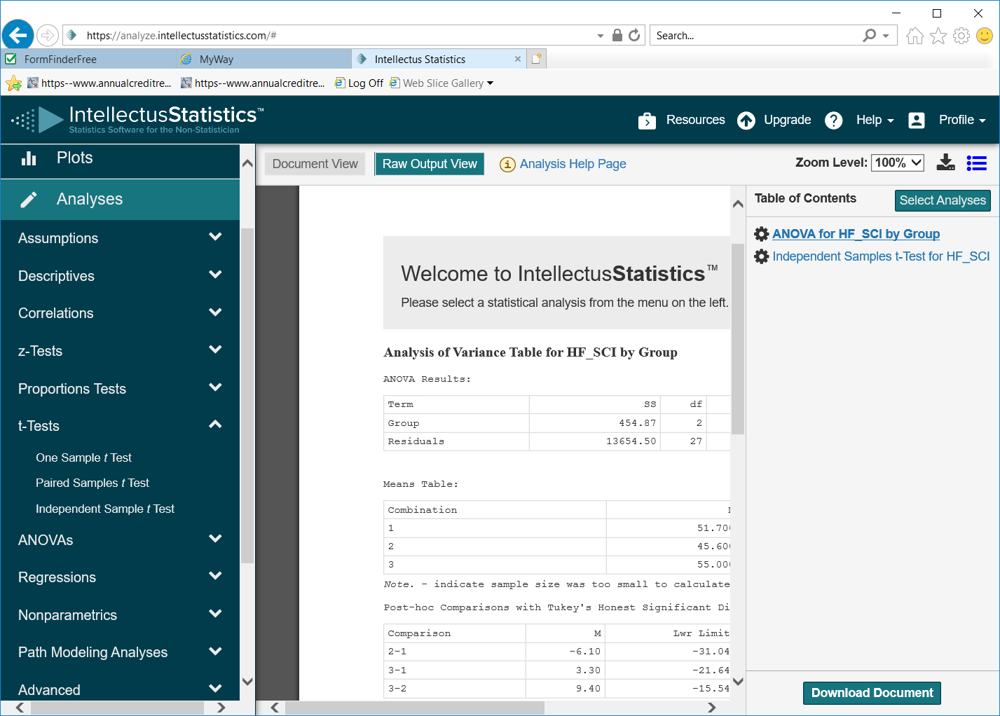 https://analyze.intellectusstatistics.com/#
Search...
FormFinderFree
MyWay
Intellectus Statistics
https--www.annualcreditre...
https--www.annualcreditre...
Log Off
Web Slice Gallery
IntellectusStatistics™
Statistics Software for the Non-Statistician
Resources
Upgrade
Help
Profile
Plots
Analyses
Assumptions
Descriptives
Correlations
z-Tests
Proportions Tests
t-Tests
One Sample t Test
Paired Samples t Test
Independent Sample t Test
ANOVAs
Regressions
Nonparametrics
Path Modeling Analyses
Advanced
Document View
Raw Output View
Analysis Help Page
Zoom Level: 100%
Welcome to IntellectusStatistics™
Please select a statistical analysis from the menu on the left.
Analysis of Variance Table for HF_SCI by Group
ANOVA Results:
Term SS df
Group 454.87 2
Residuals 13654.50 27
Means Table:
Combination
1 51.70
2 45.60
3 55.00
Note. - indicate sample size was too small to calculate
Post-hoc Comparisons with Tukey's Honest Significant Di
Comparison M Lwr Limit
2-1 -6.10 -31.04
3-1 3.30 -21.64
3-2 9.40 -15.54
Table of Contents
Select Analyses
ANOVA for HF_SCI by Group
Independent Samples t-Test for HF_SCI
Download Document